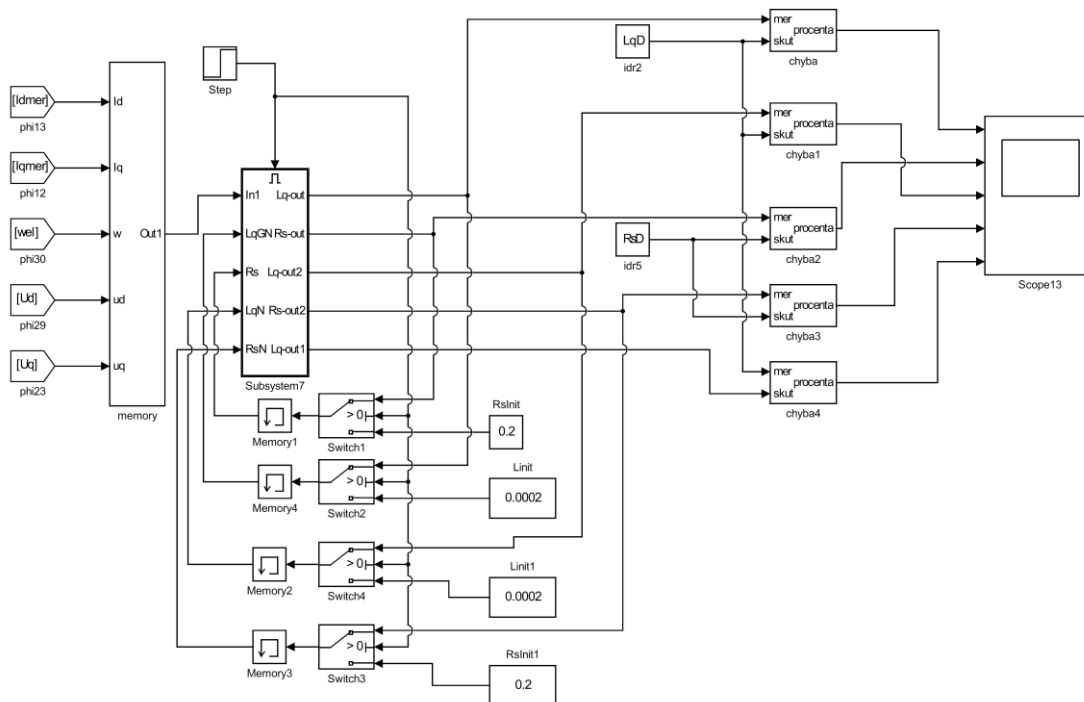 [Idmer]
phi13
[Iqmer]
phi12
[wel]
phi30
[Ud]
phi29
[Uq]
phi23
Id
Iq
w
ud
uq
Out1
memory
Step
In1
LqGN
Rs
LqN
RsN
Lq-out
Rs-out
Lq-out2
Rs-out2
Lq-out1
Subsystem7
Memory1
> 0
Switch1
RsInit
0.2
Memory4
> 0
Switch2
Linit
0.0002
Memory2
> 0
Switch4
Linit1
0.0002
Memory3
> 0
Switch3
RsInit1
0.2
LqD
idr2
RsD
idr5
mer
skut
procenta
chyba
mer
skut
procenta
chyba1
mer
skut
procenta
chyba2
mer
skut
procenta
chyba3
mer
skut
procenta
chyba4
Scope13